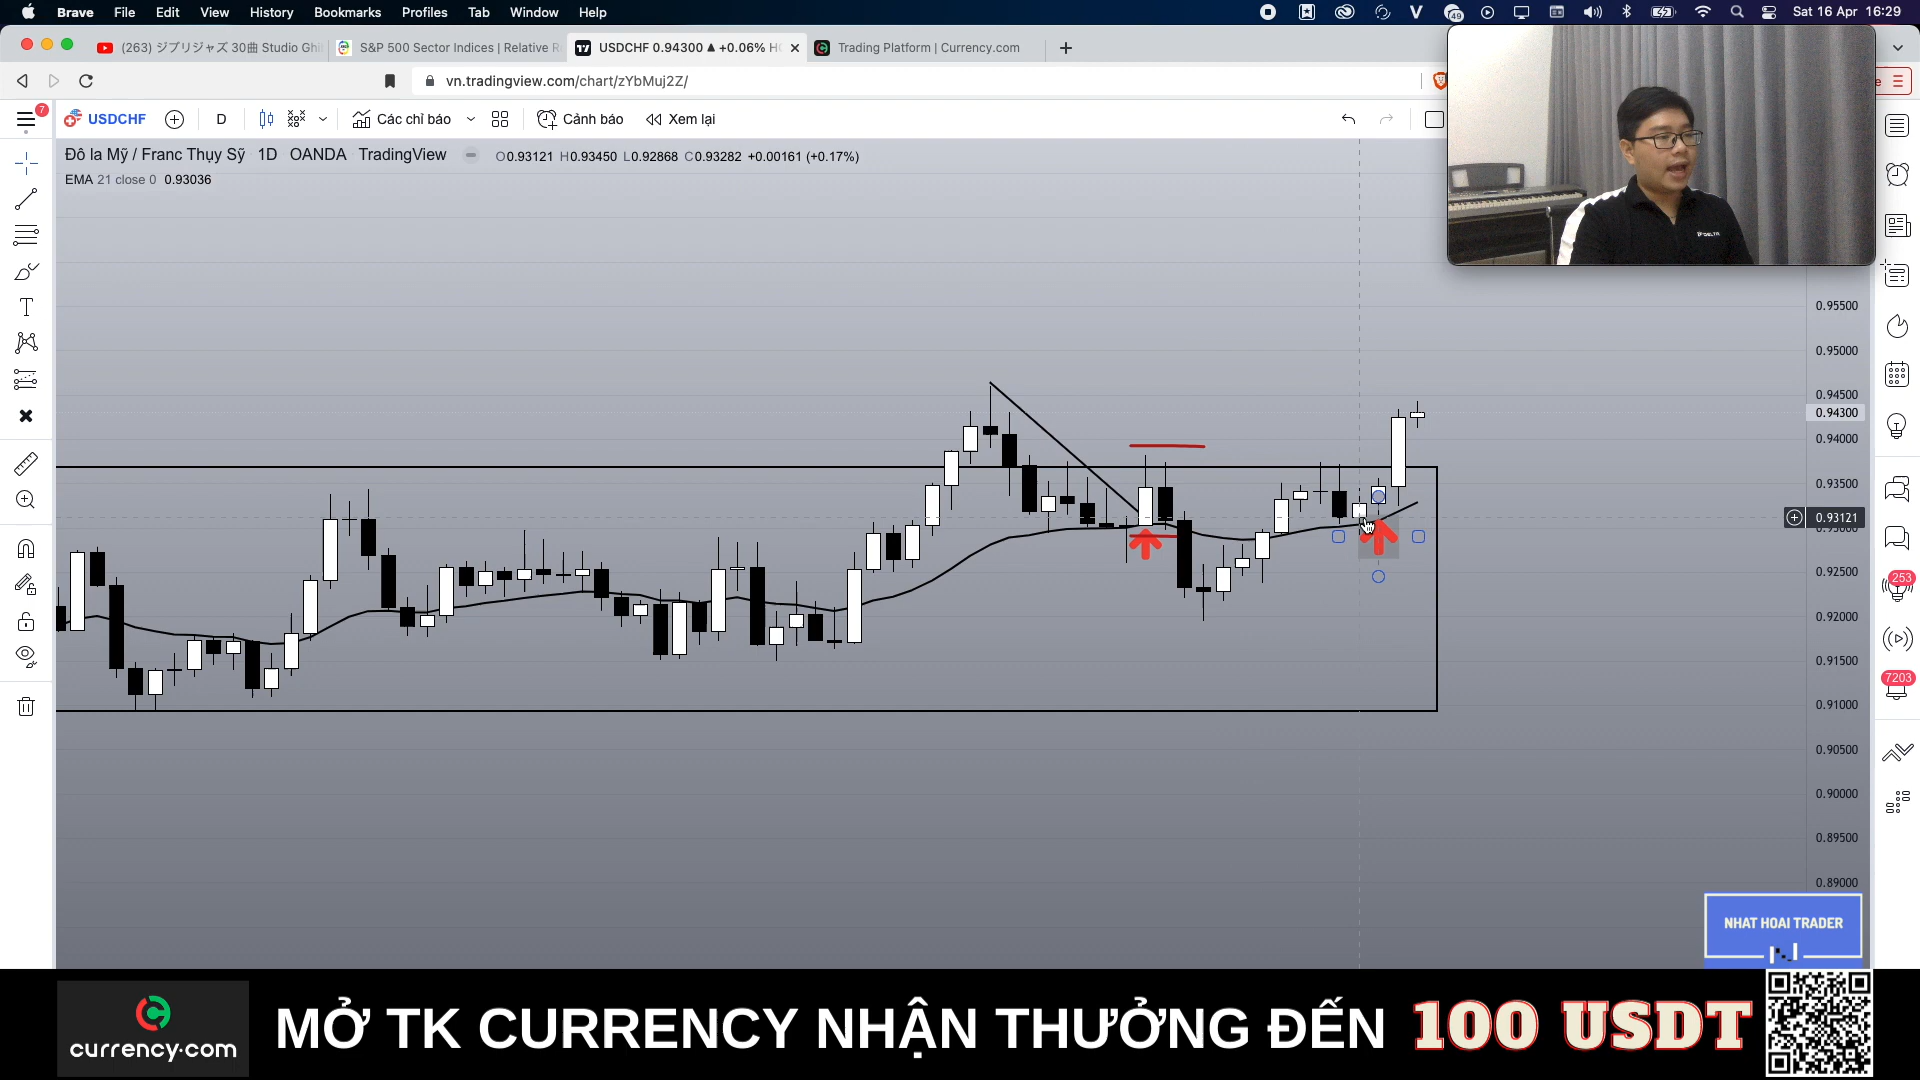 Brave File Edit View History Bookmarks Profiles Tab Window Help
49
Sat 16 Apr 16:29
(263) ジブリジャズ 30曲 Studio Ghi
S&P 500 Sector Indices | Relative R
USDCHF 0.94300 ▲ +0.06%
Trading Platform | Currency.com
vn.tradingview.com/chart/zYbMuj2Z/
7
USDCHF
D
Các chỉ báo
Cảnh báo
Xem lại
Đô la Mỹ / Franc Thụy Sỹ 1D OANDA TradingView
O0.93121 H0.93450 L0.92868 C0.93282 +0.00161 (+0.17%)
EMA 21 close 0 0.93036
DELTA
0.95500
0.95000
0.94500
0.94300
0.94000
0.93500
0.93121
0.92500
0.92000
0.91500
0.91000
0.90500
0.90000
0.89500
0.89000
253
7203
NHAT HOAI TRADER
currency.com
MỞ TK CURRENCY NHẬN THƯỞNG ĐẾN 100 USDT